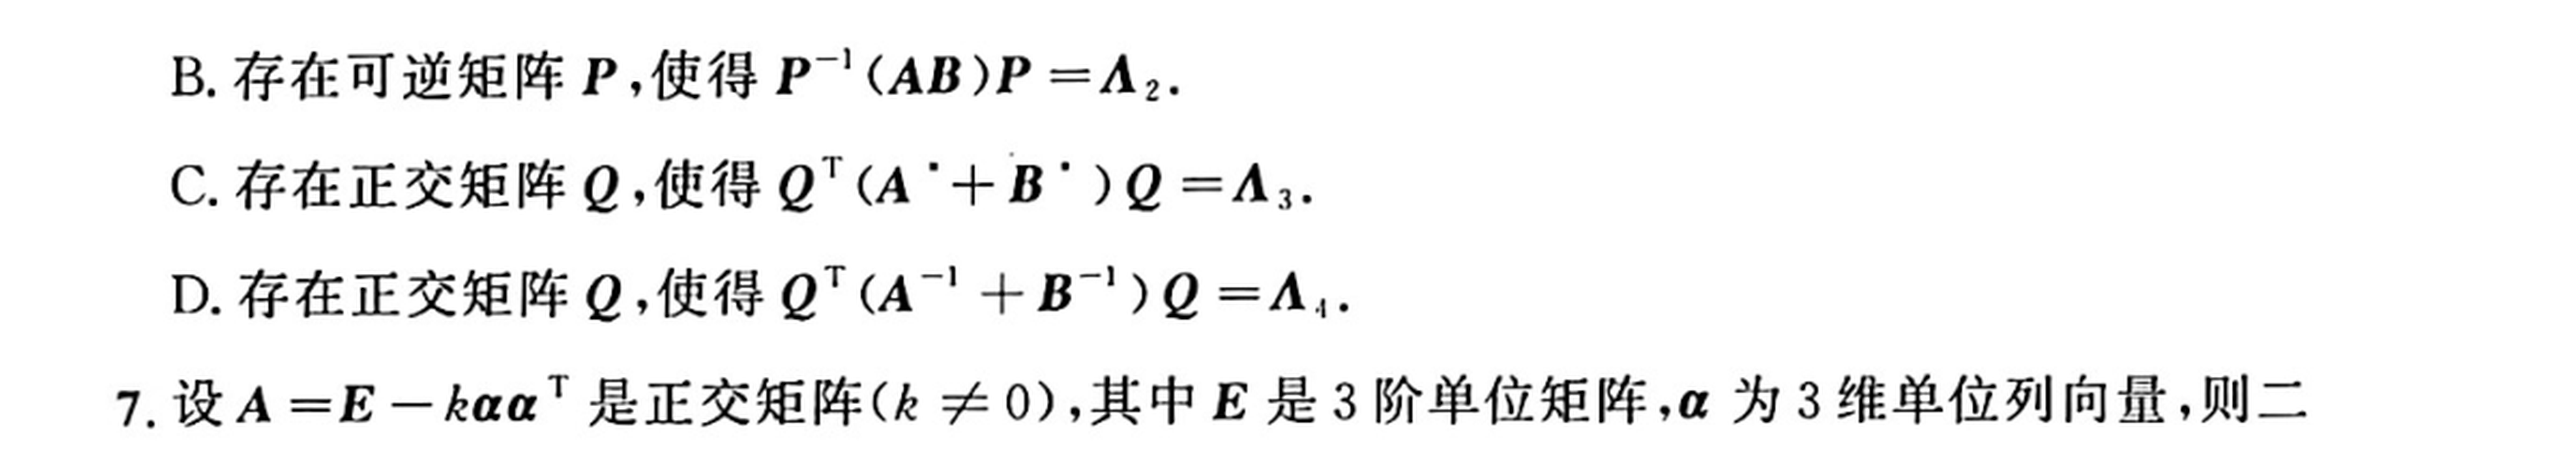 B. 存在可逆矩阵 P,使得 P⁻¹(AB)P=Λ₂.
C. 存在正交矩阵 Q,使得 Qᵀ(A*+B*)Q=Λ₃.
D. 存在正交矩阵 Q,使得 Qᵀ(A⁻¹+B⁻¹)Q=Λ₄.
7. 设 A=E-kααᵀ 是正交矩阵(k≠0),其中 E 是 3 阶单位矩阵,α 为 3 维单位列向量,则二